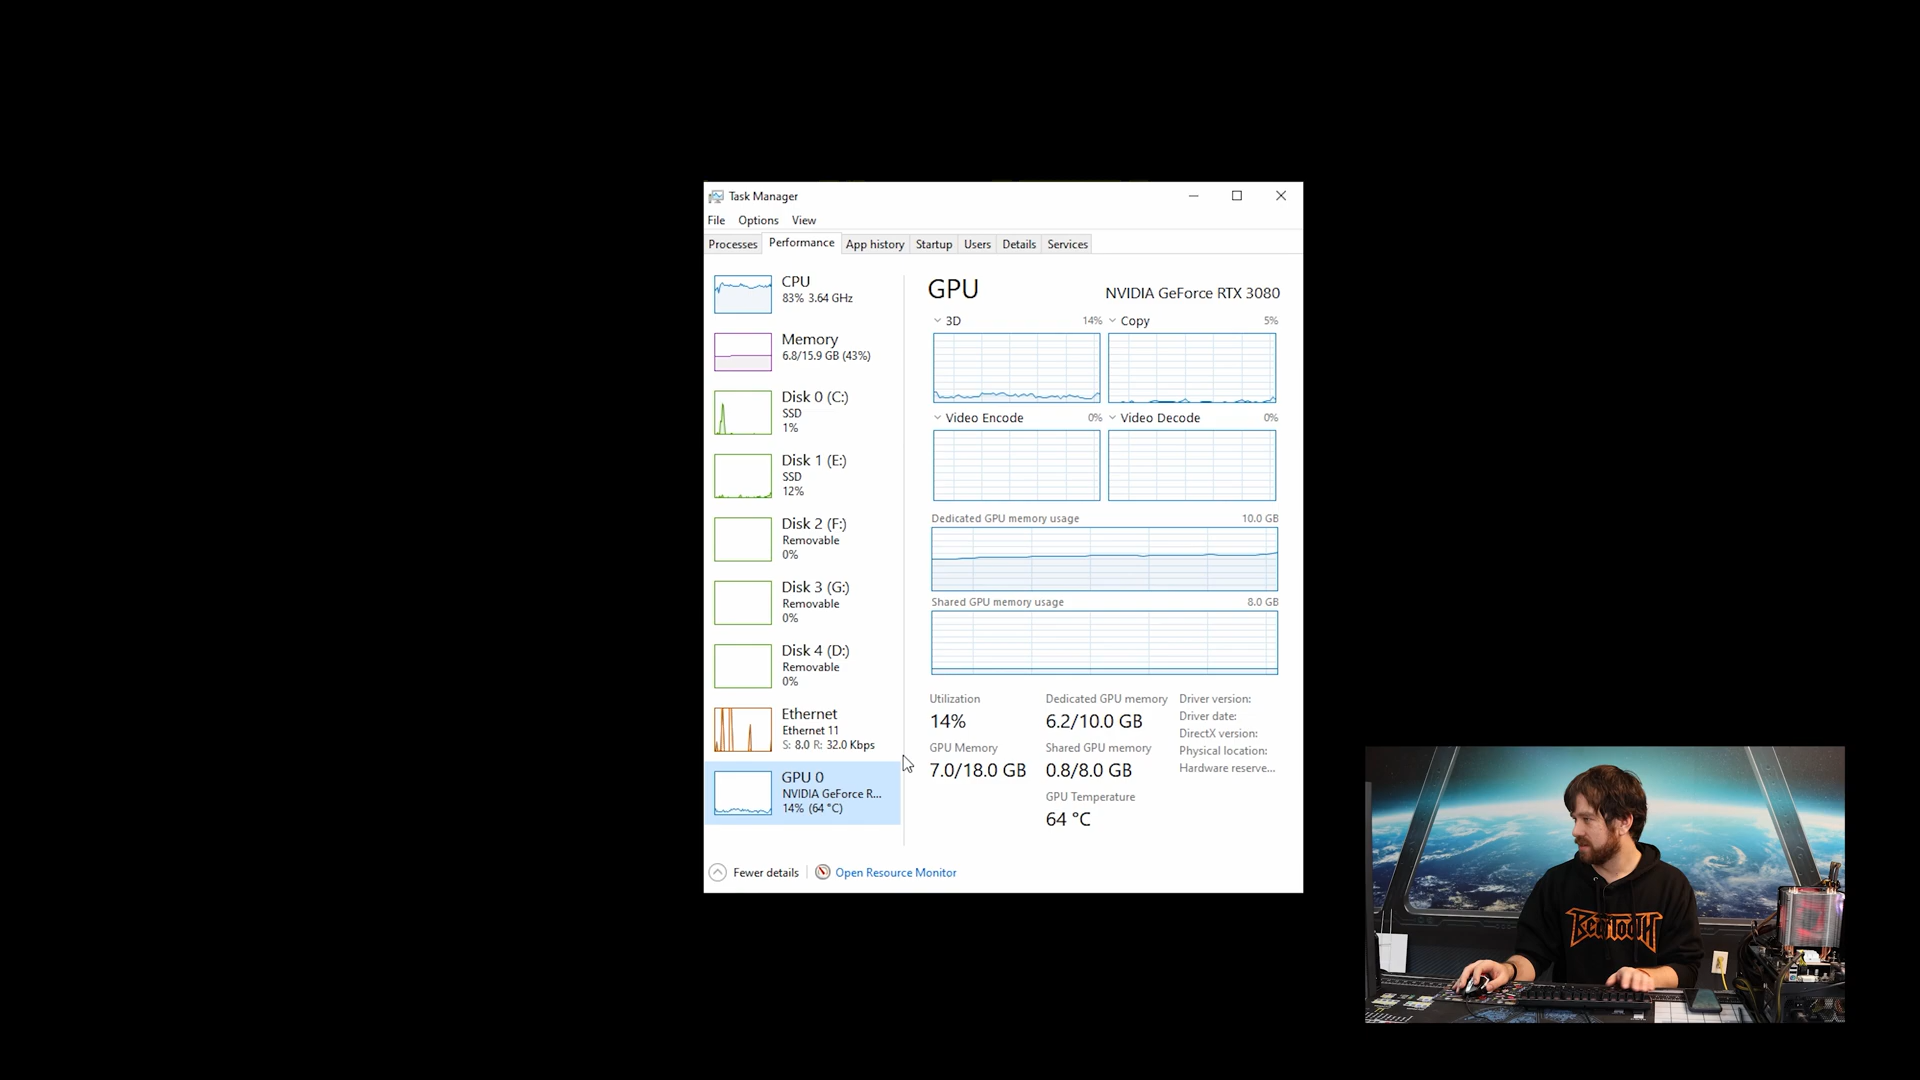 Task Manager
File Options View
Processes Performance App history Startup Users Details Services
CPU
83% 3.64 GHz
Memory
6.8/15.9 GB (43%)
Disk 0 (C:)
SSD
1%
Disk 1 (E:)
SSD
12%
Disk 2 (F:)
Removable
0%
Disk 3 (G:)
Removable
0%
Disk 4 (D:)
Removable
0%
Ethernet
Ethernet 11
S: 8.0 R: 32.0 Kbps
GPU 0
NVIDIA GeForce R...
14% (64 °C)
GPU NVIDIA GeForce RTX 3080
3D 14% Copy 5%
Video Encode 0% Video Decode 0%
Dedicated GPU memory usage 10.0 GB
Shared GPU memory usage 8.0 GB
Utilization
14%
GPU Memory
7.0/18.0 GB
Dedicated GPU memory
6.2/10.0 GB
Shared GPU memory
0.8/8.0 GB
GPU Temperature
64 °C
Driver version:
Driver date:
DirectX version:
Physical location:
Hardware reserve...
Fewer details Open Resource Monitor
BEARTOOTH